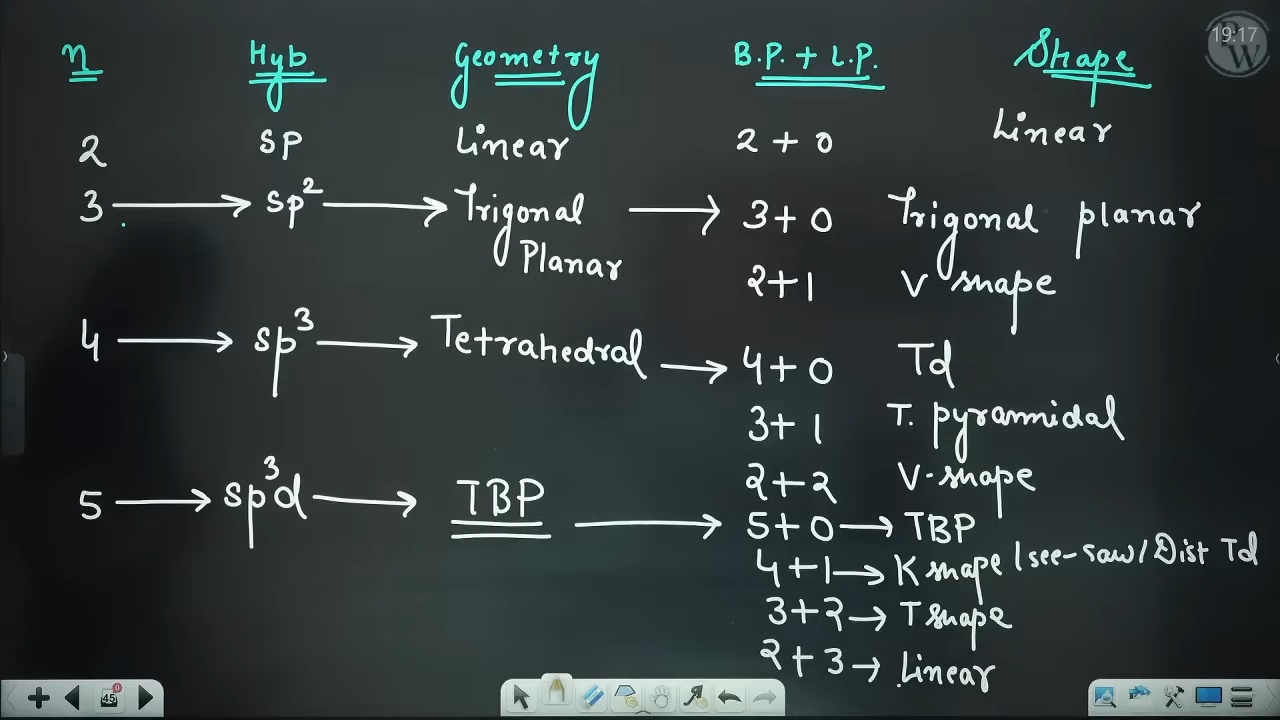 19:17
PW
n Hyb Geometry B.P. + L.P. Shape
2 sp Linear 2 + 0 Linear
3 → sp² → Trigonal Planar → 3 + 0 Trigonal planar
2+1 V shape
4 → sp³ → Tetrahedral → 4+0 Td
3+1 T. pyramidal
2+2 V-shape
5 → sp³d → TBP → 5+0 → TBP
4+1 → K shape / see-saw / Dist Td
3+2 → T shape
2+3 → Linear
45